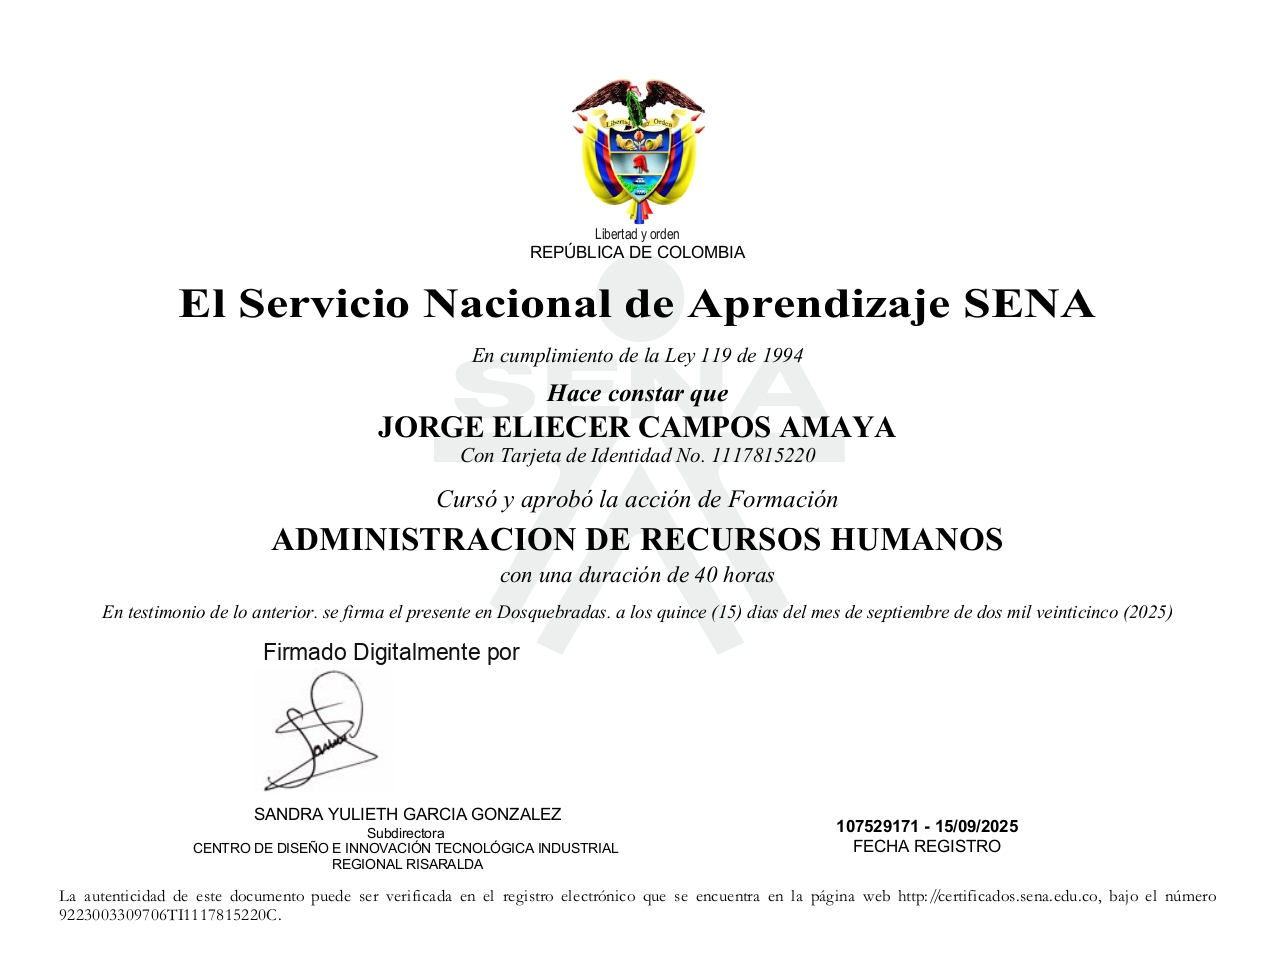 Libertad y Orden
Libertad y orden
REPÚBLICA DE COLOMBIA
El Servicio Nacional de Aprendizaje SENA
En cumplimiento de la Ley 119 de 1994
SENA
Hace constar que
JORGE ELIECER CAMPOS AMAYA
Con Tarjeta de Identidad No. 1117815220
Cursó y aprobó la acción de Formación
ADMINISTRACION DE RECURSOS HUMANOS
con una duración de 40 horas
En testimonio de lo anterior. se firma el presente en Dosquebradas. a los quince (15) dias del mes de septiembre de dos mil veinticinco (2025)
Firmado Digitalmente por
SANDRA YULIETH GARCIA GONZALEZ
Subdirectora
CENTRO DE DISEÑO E INNOVACIÓN TECNOLÓGICA INDUSTRIAL
REGIONAL RISARALDA
107529171 - 15/09/2025
FECHA REGISTRO
La autenticidad de este documento puede ser verificada en el registro electrónico que se encuentra en la página web http://certificados.sena.edu.co, bajo el número
9223003309706TI1117815220C.